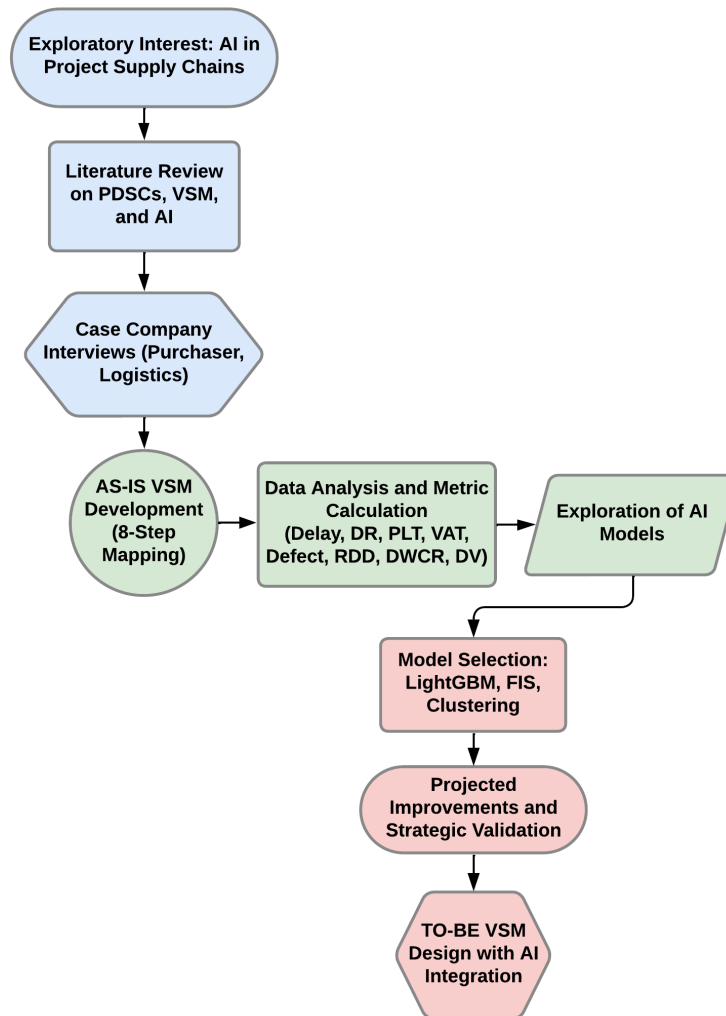 Exploratory Interest: AI in
Project Supply Chains
Literature Review
on PDSCs, VSM,
and AI
Case Company
Interviews (Purchaser,
Logistics)
AS-IS VSM
Development
(8-Step
Mapping)
Data Analysis and Metric
Calculation
(Delay, DR, PLT, VAT,
Defect, RDD, DWCR, DV)
Exploration of AI
Models
Model Selection:
LightGBM, FIS,
Clustering
Projected
Improvements and
Strategic Validation
TO-BE VSM
Design with AI
Integration